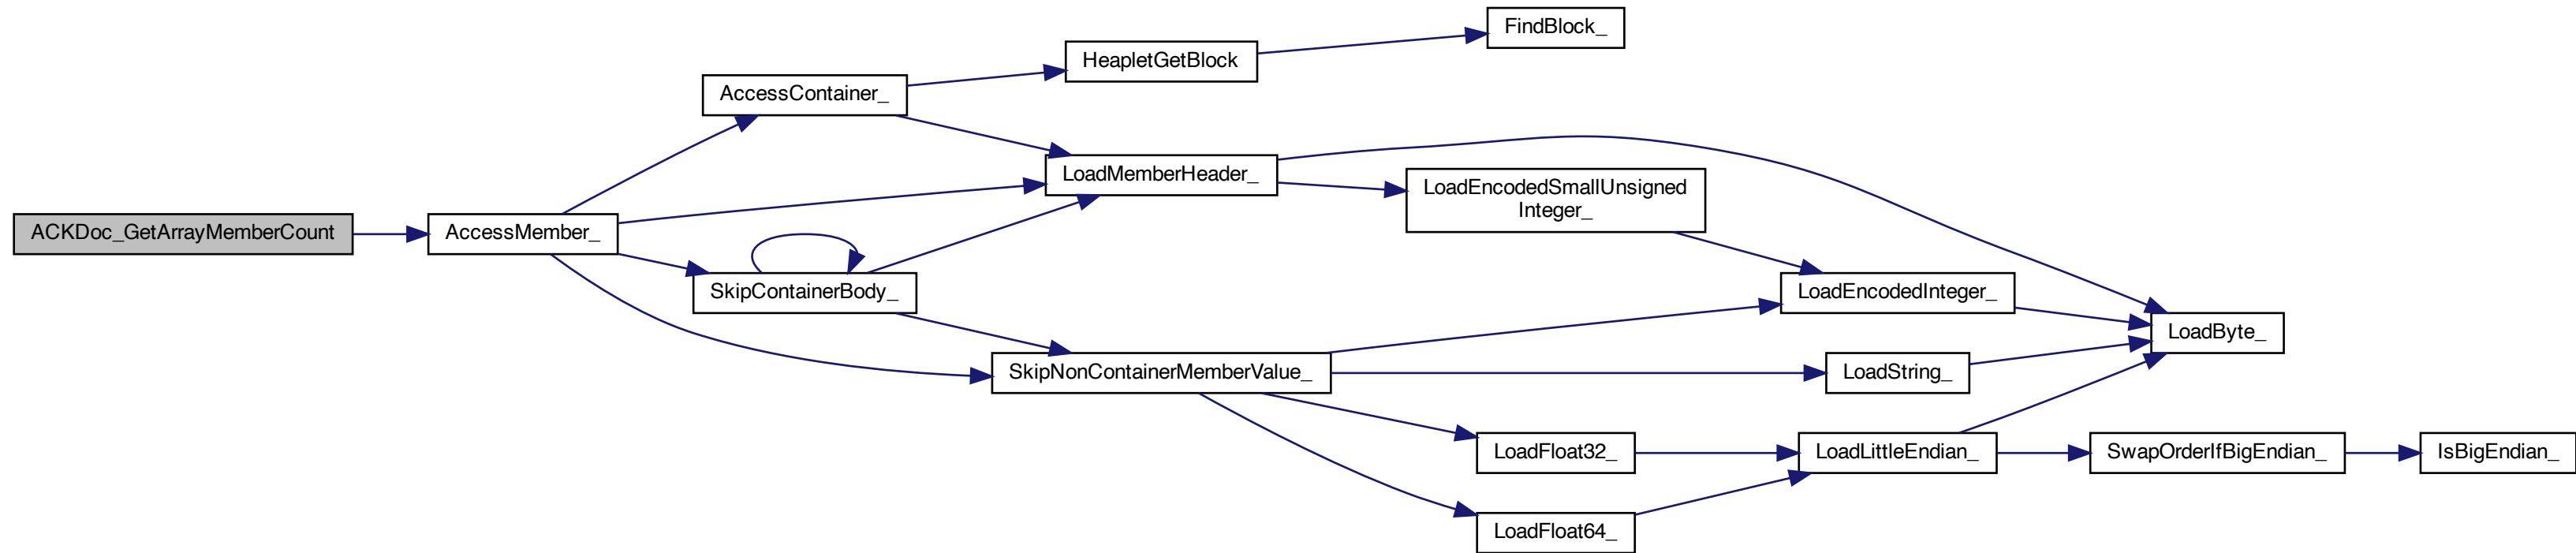 FindBlock_
HeapletGetBlock
AccessContainer_
LoadMemberHeader_
LoadEncodedSmallUnsigned
Integer_
ACKDoc_GetArrayMemberCount
AccessMember_
SkipContainerBody_
LoadEncodedInteger_
LoadByte_
SkipNonContainerMemberValue_
LoadString_
LoadFloat32_
LoadLittleEndian_
SwapOrderIfBigEndian_
IsBigEndian_
LoadFloat64_